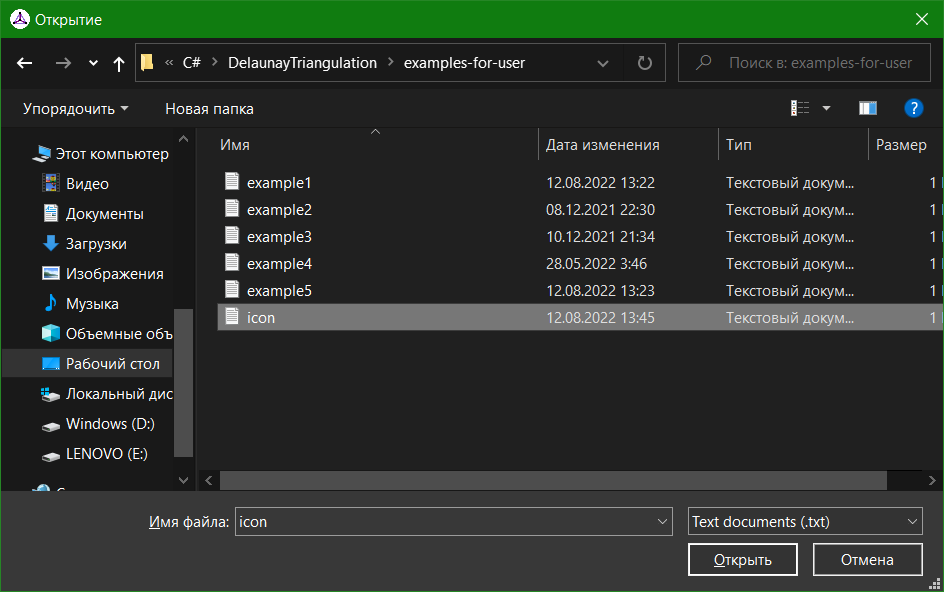 Открытие
« C# > DelaunayTriangulation > examples-for-user
Поиск в: examples-for-user
Упорядочить Новая папка
?
Имя Дата изменения Тип Размер
Этот компьютер
Видео
Документы
Загрузки
Изображения
Музыка
Объемные объ
Рабочий стол
Локальный дис
Windows (D:)
LENOVO (E:)
example1 12.08.2022 13:22 Текстовый докум... 1
example2 08.12.2021 22:30 Текстовый докум... 1
example3 10.12.2021 21:34 Текстовый докум... 1
example4 28.05.2022 3:46 Текстовый докум... 1
example5 12.08.2022 13:23 Текстовый докум... 1
icon 12.08.2022 13:45 Текстовый докум... 1
Имя файла: icon Text documents (.txt)
Открыть Отмена